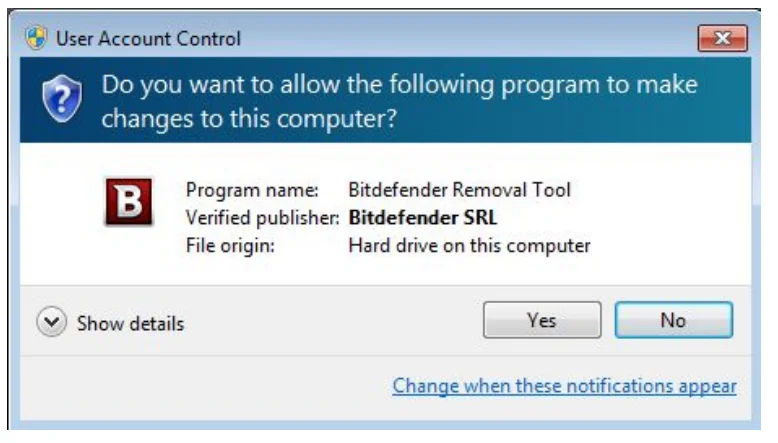 User Account Control
Do you want to allow the following program to make
changes to this computer?
B
Program name: Bitdefender Removal Tool
Verified publisher: Bitdefender SRL
File origin: Hard drive on this computer
Show details
Yes No
Change when these notifications appear